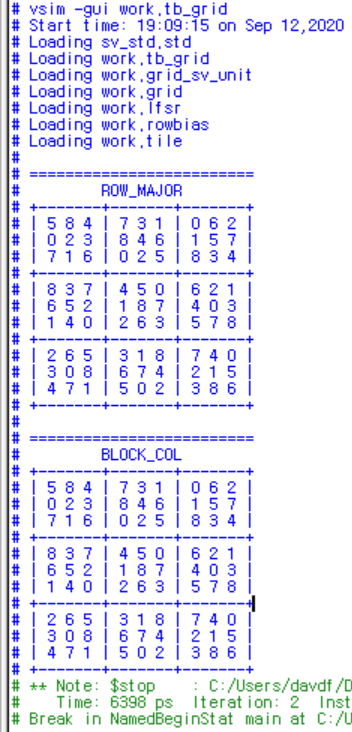 # vsim -gui work.tb_grid
# Start time: 19:09:15 on Sep 12,2020
# Loading sv_std.std
# Loading work.tb_grid
# Loading work.grid_sv_unit
# Loading work.grid
# Loading work.lfsr
# Loading work.rowbias
# Loading work.tile
#
# =========================
#         ROW_MAJOR
# +-------+-------+-------+
# | 5 8 4 | 7 3 1 | 0 6 2 |
# | 0 2 3 | 8 4 6 | 1 5 7 |
# | 7 1 6 | 0 2 5 | 8 3 4 |
# +-------+-------+-------+
# | 8 3 7 | 4 5 0 | 6 2 1 |
# | 6 5 2 | 1 8 7 | 4 0 3 |
# | 1 4 0 | 2 6 3 | 5 7 8 |
# +-------+-------+-------+
# | 2 6 5 | 3 1 8 | 7 4 0 |
# | 3 0 8 | 6 7 4 | 2 1 5 |
# | 4 7 1 | 5 0 2 | 3 8 6 |
# +-------+-------+-------+
#
# =========================
#         BLOCK_COL
# +-------+-------+-------+
# | 5 8 4 | 7 3 1 | 0 6 2 |
# | 0 2 3 | 8 4 6 | 1 5 7 |
# | 7 1 6 | 0 2 5 | 8 3 4 |
# +-------+-------+-------+
# | 8 3 7 | 4 5 0 | 6 2 1 |
# | 6 5 2 | 1 8 7 | 4 0 3 |
# | 1 4 0 | 2 6 3 | 5 7 8 |
# +-------+-------+-------+
# | 2 6 5 | 3 1 8 | 7 4 0 |
# | 3 0 8 | 6 7 4 | 2 1 5 |
# | 4 7 1 | 5 0 2 | 3 8 6 |
# +-------+-------+-------+
# ** Note: $stop    : C:/Users/davdf/D
#    Time: 6398 ps  Iteration: 2  Inst
# Break in NamedBeginStat main at C:/U